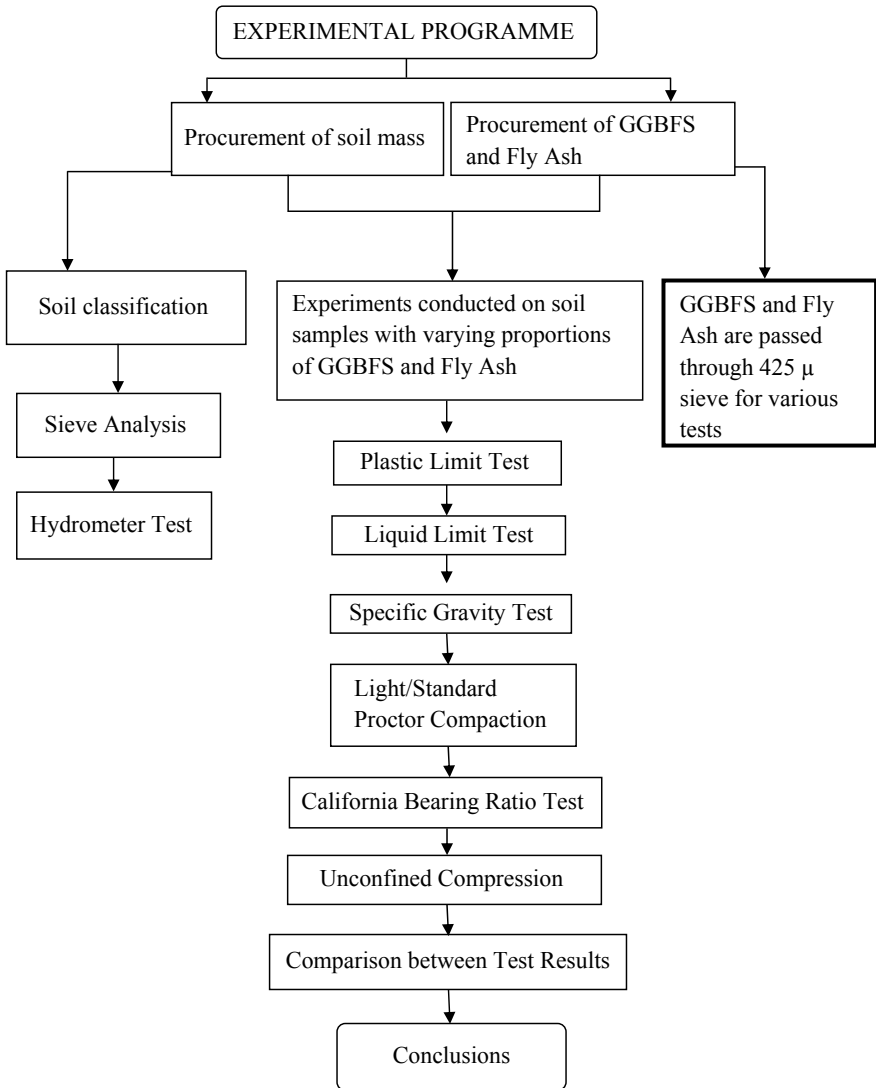 EXPERIMENTAL PROGRAMME
Procurement of soil mass
Procurement of GGBFS
and Fly Ash
Soil classification
Experiments conducted on soil
samples with varying proportions
of GGBFS and Fly Ash
GGBFS and Fly
Ash are passed
through 425 µ
sieve for various
tests
Sieve Analysis
Hydrometer Test
Plastic Limit Test
Liquid Limit Test
Specific Gravity Test
Light/Standard
Proctor Compaction
California Bearing Ratio Test
Unconfined Compression
Comparison between Test Results
Conclusions